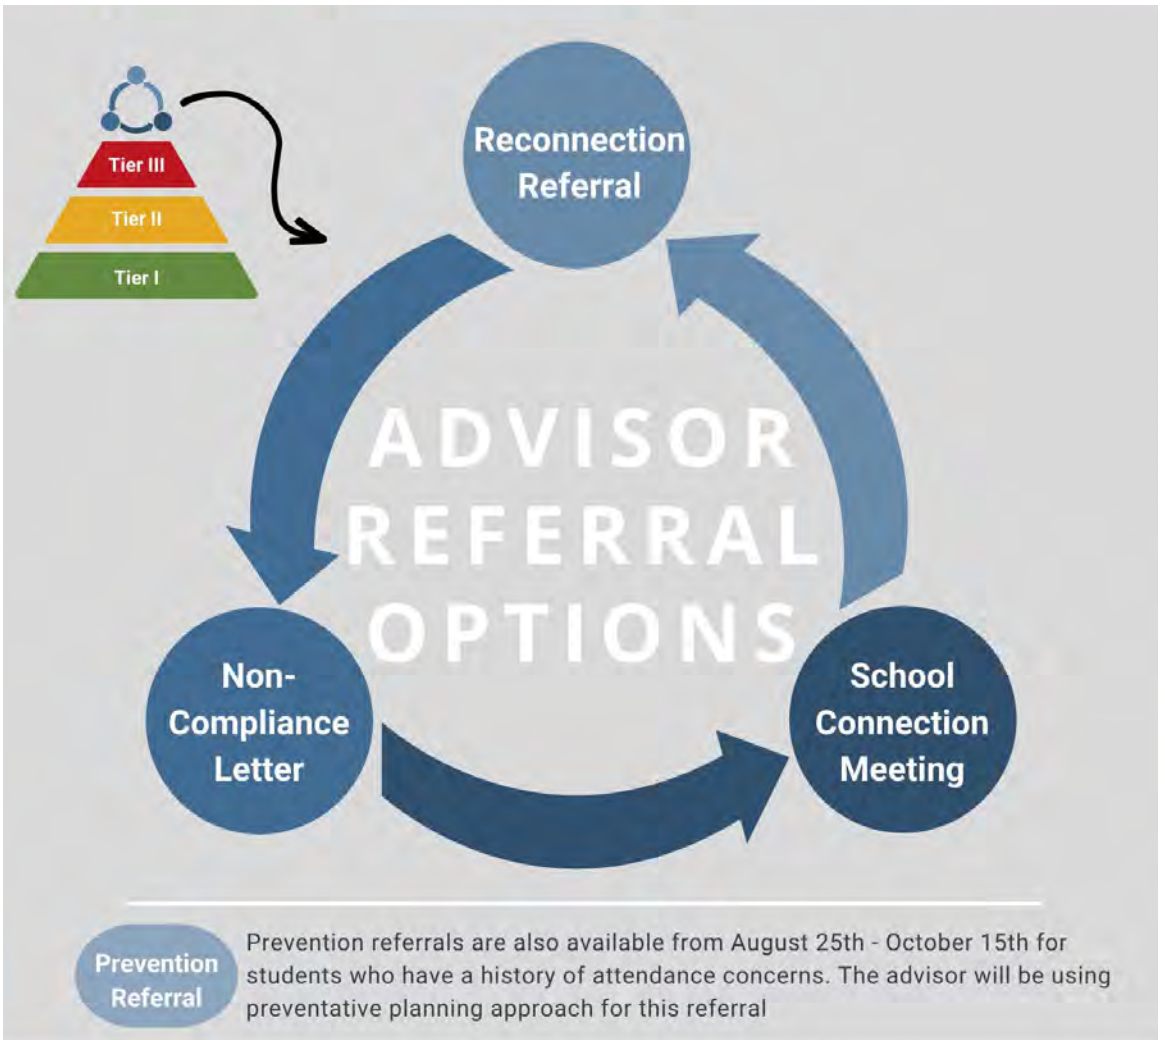 Reconnection
Referral
Tier III
Tier II
Tier I
ADVISOR
REFERRAL
OPTIONS
Non-
Compliance
Letter
School
Connection
Meeting
Prevention
Referral
Prevention referrals are also available from August 25th - October 15th for
students who have a history of attendance concerns. The advisor will be using
preventative planning approach for this referral